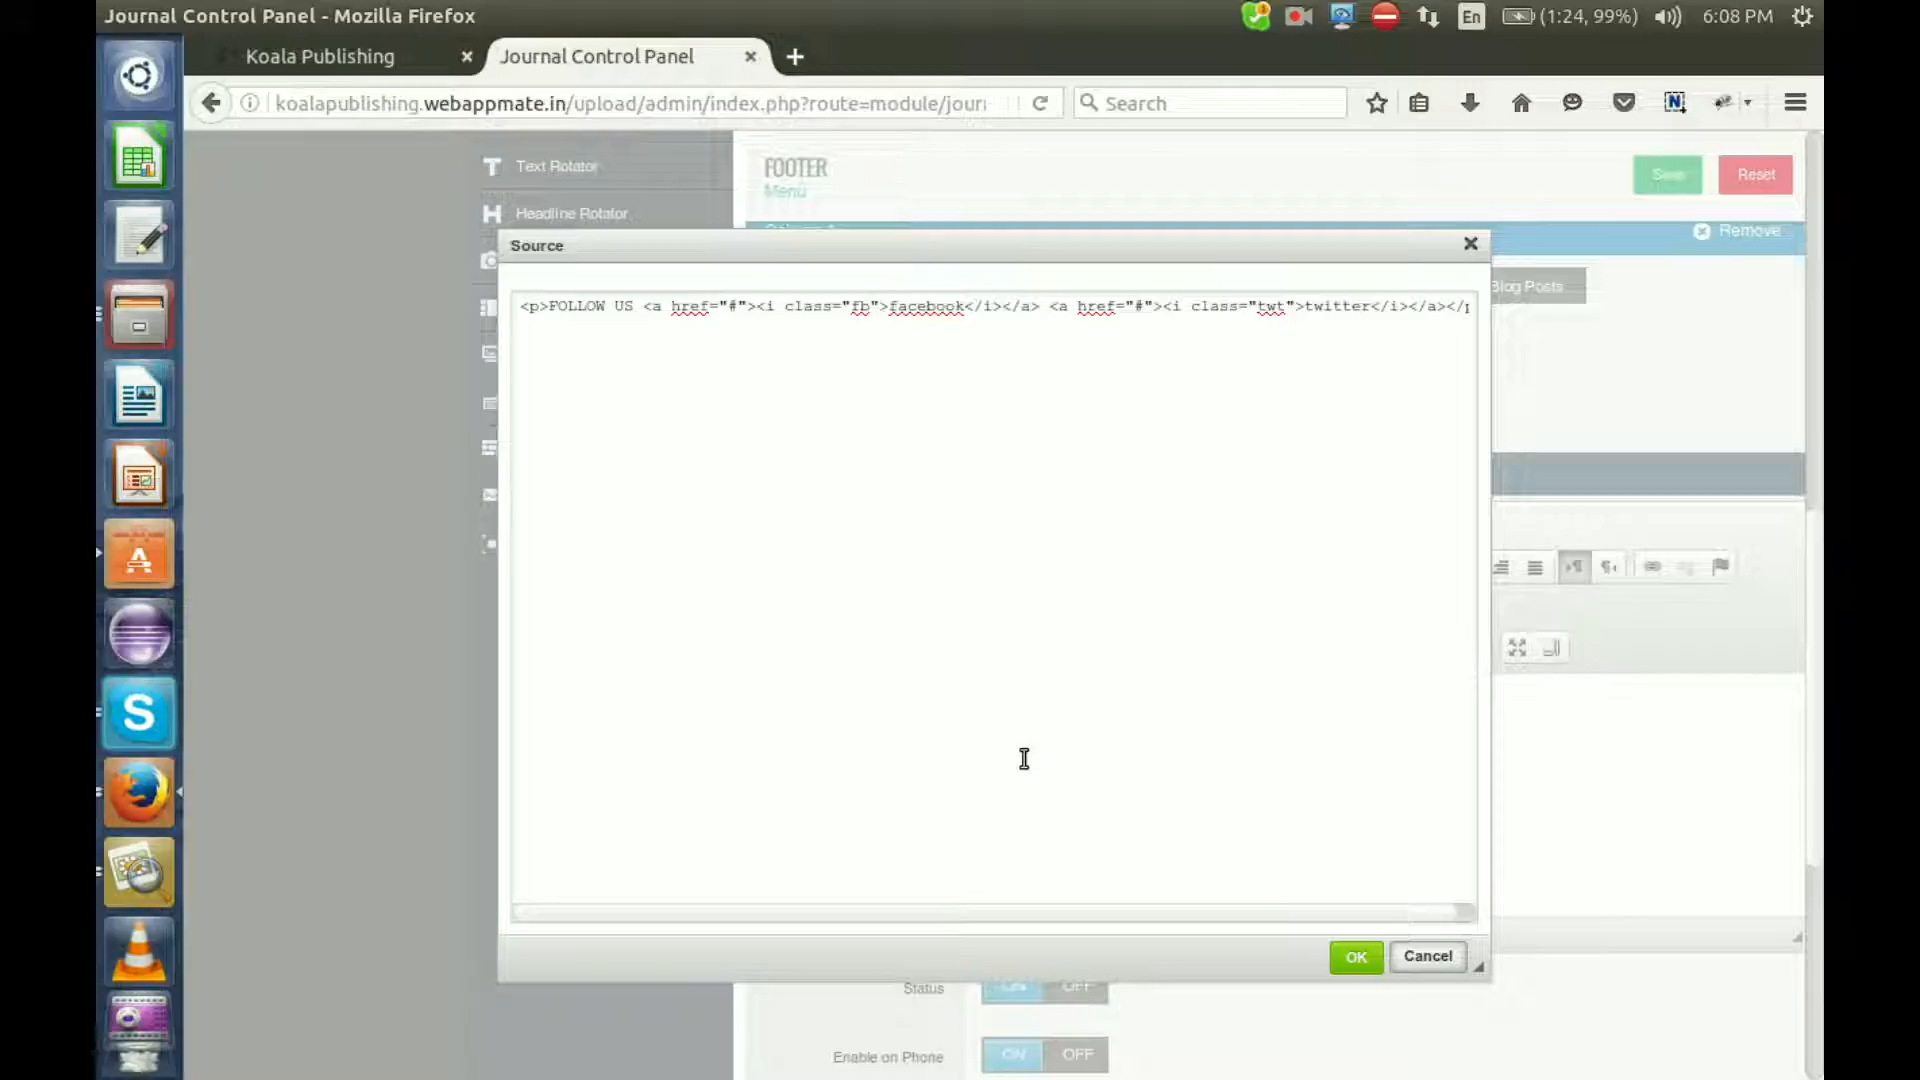 Journal Control Panel - Mozilla Firefox
En
(1:24, 99%)
6:08 PM
Koala Publishing
Journal Control Panel
koalapublishing.webappmate.in/upload/admin/index.php?route=module/jour
Search
Text Rotator
Headline Rotator
FOOTER
Menu
Save
Reset
Remove
Source
Blog Posts
<p>FOLLOW US <a href="#"><i class="fb">facebook</i></a> <a href="#"><i class="twt">twitter</i></a></p
OK
Cancel
Status
ON
OFF
Enable on Phone
ON
OFF